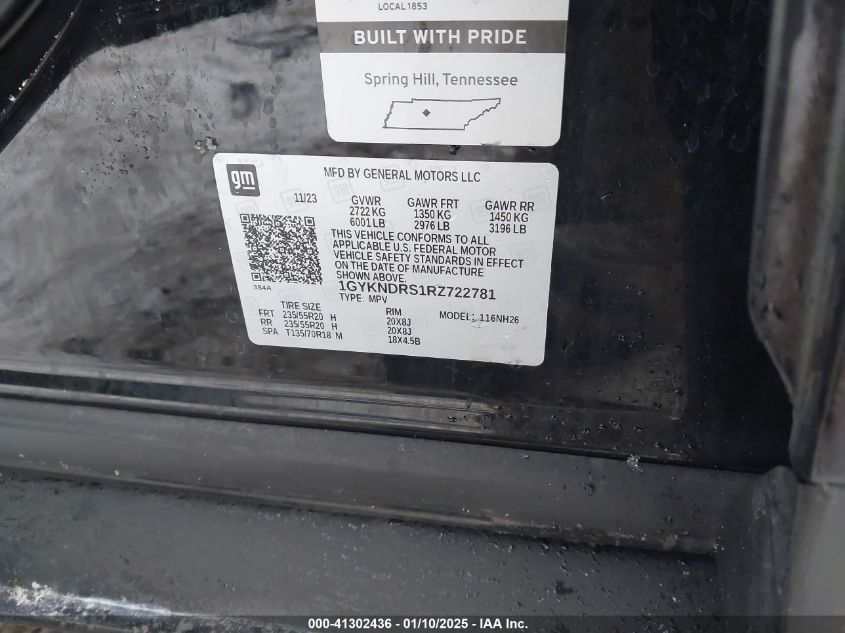 LOCAL 1853
BUILT WITH PRIDE
Spring Hill, Tennessee
gm
MFD BY GENERAL MOTORS LLC
11/23
GVWR GAWR FRT GAWR RR
2722 KG 1350 KG 1450 KG
6001 LB 2976 LB 3196 LB
THIS VEHICLE CONFORMS TO ALL
APPLICABLE U.S. FEDERAL MOTOR
VEHICLE SAFETY STANDARDS IN EFFECT
ON THE DATE OF MANUFACTURE
SHOWN ABOVE.
384A
1GYKNDRS1RZ722781
TYPE: MPV
TIRE SIZE RIM MODEL: 116NH26
FRT 235/55R20 H 20X8J
RR 235/55R20 H 20X8J
SPA T135/70R18 M 18X4.5B
000-41302436 - 01/10/2025 - IAA Inc.